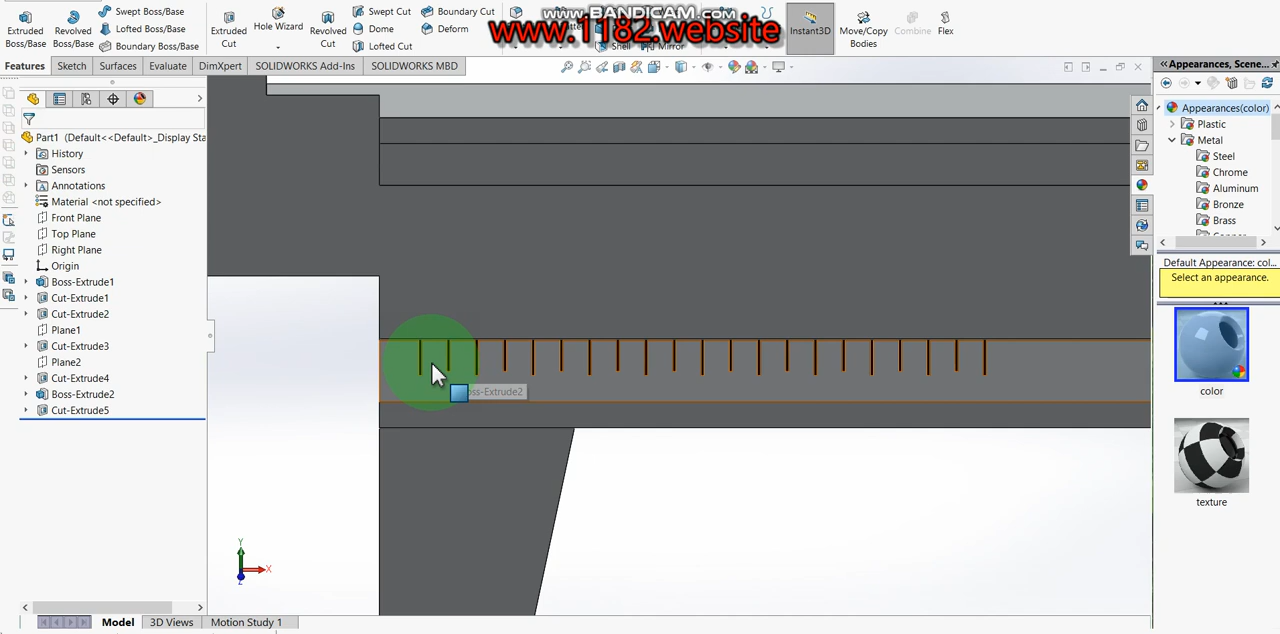 www.BANDICAM.com
www.1182.website
Extruded Boss/Base
Revolved Boss/Base
Swept Boss/Base
Lofted Boss/Base
Boundary Boss/Base
Extruded Cut
Hole Wizard
Revolved Cut
Swept Cut
Dome
Lofted Cut
Boundary Cut
Deform
Shell
Mirror
Instant3D
Move/Copy Bodies
Combine
Flex
Features
Sketch
Surfaces
Evaluate
DimXpert
SOLIDWORKS Add-Ins
SOLIDWORKS MBD
Part1 (Default<<Default>_Display Sta
History
Sensors
Annotations
Material <not specified>
Front Plane
Top Plane
Right Plane
Origin
Boss-Extrude1
Cut-Extrude1
Cut-Extrude2
Plane1
Cut-Extrude3
Plane2
Cut-Extrude4
Boss-Extrude2
Cut-Extrude5
oss-Extrude2
Y
X
Z
Model
3D Views
Motion Study 1
Appearances, Scene...
Appearances(color)
Plastic
Metal
Steel
Chrome
Aluminum
Bronze
Brass
Default Appearance: col...
Select an appearance.
color
texture